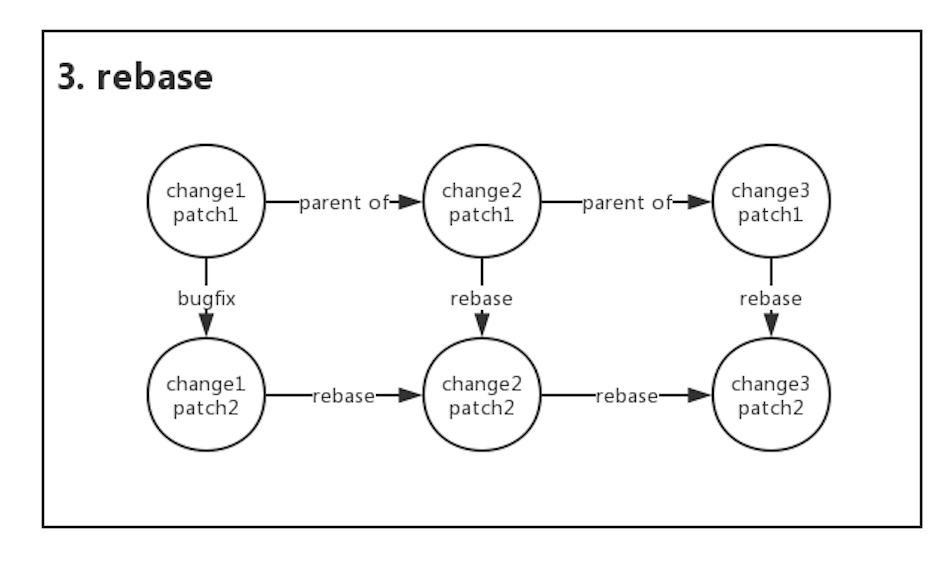 3. rebase
change1
patch1
parent of
change2
patch1
parent of
change3
patch1
bugfix
rebase
rebase
change1
patch2
rebase
change2
patch2
rebase
change3
patch2